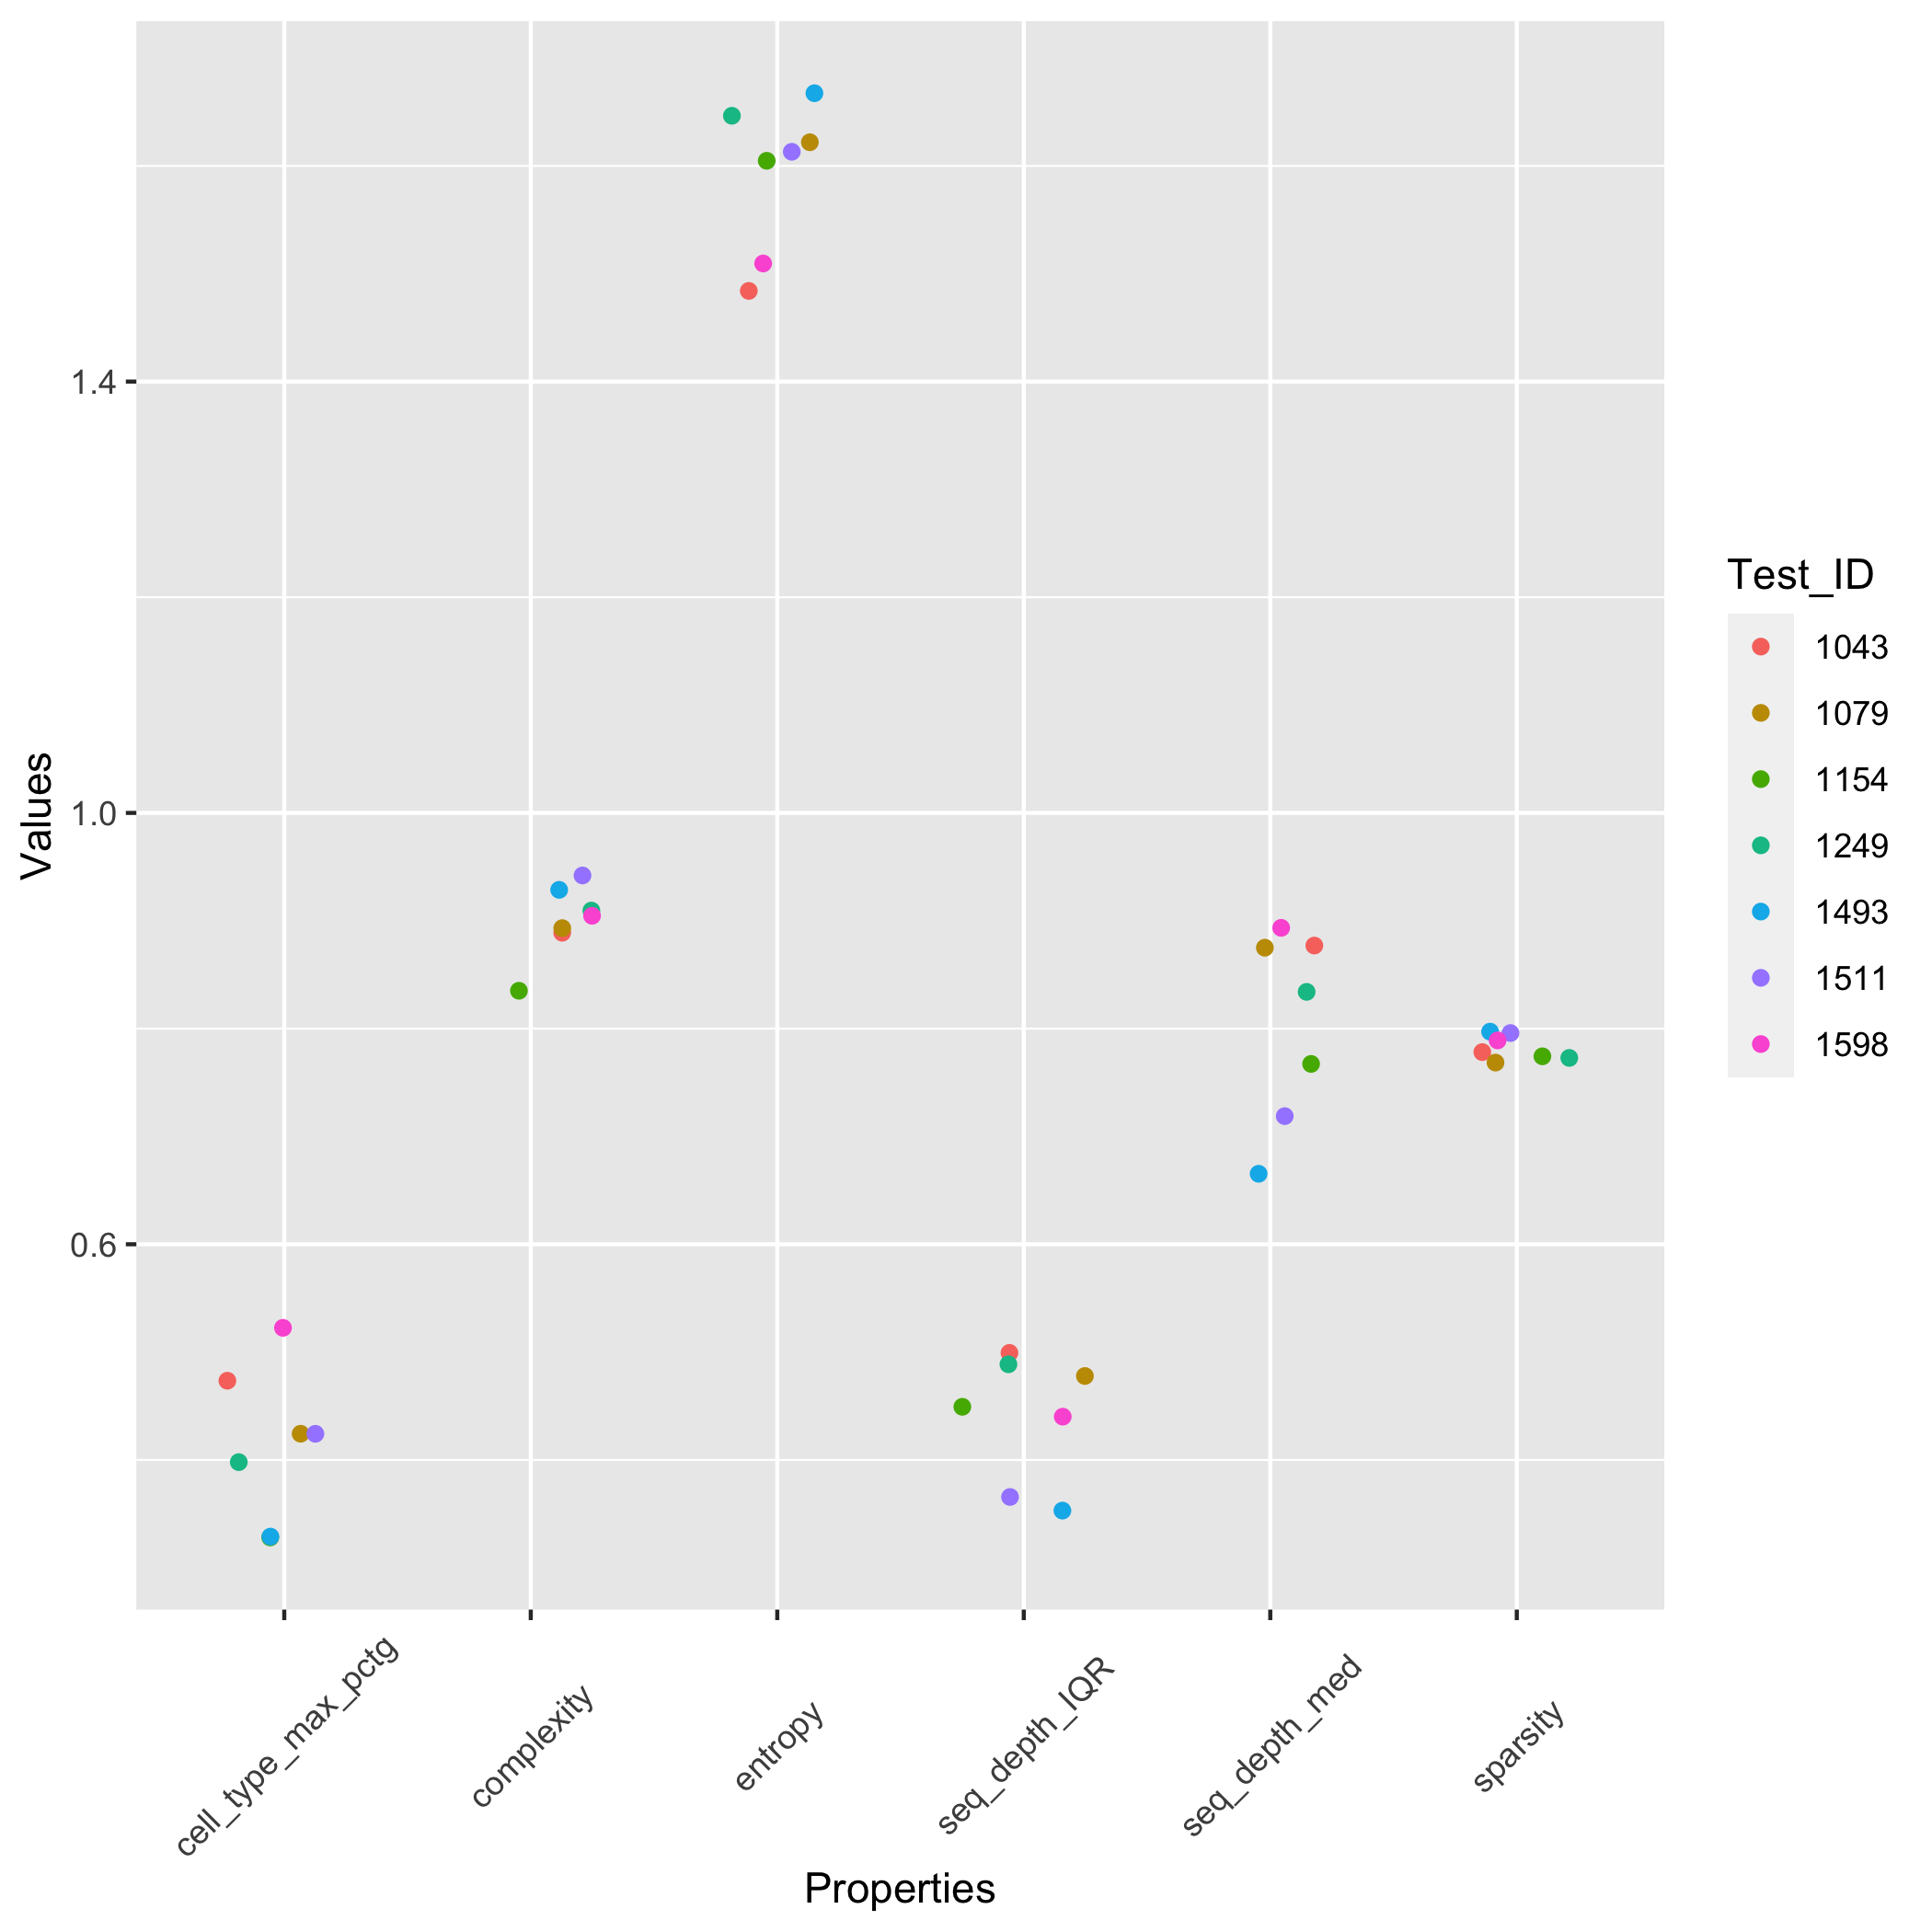 1.4
1.0
0.6
Values
cell_type_max_pctg
complexity
entropy
seq_depth_IQR
seq_depth_med
sparsity
Properties
Test_ID
1043
1079
1154
1249
1493
1511
1598